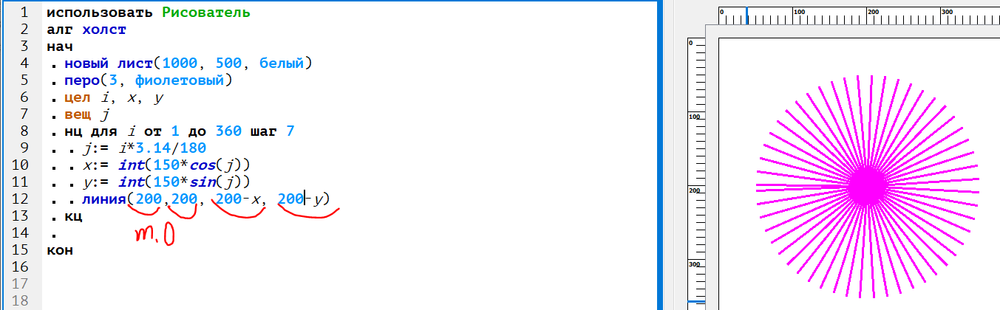 1 использовать Рисователь
2 алг холст
3 нач
4 . новый лист(1000, 500, белый)
5 . перо(3, фиолетовый)
6 . цел i, x, y
7 . вещ j
8 . нц для i от 1 до 360 шаг 7
9 . . j:= i*3.14/180
10 . . x:= int(150*cos(j))
11 . . y:= int(150*sin(j))
12 . . линия(200,200, 200-x, 200-y)
13 . кц
14 .
15 кон
16
17
18
т.О
0 100 200 300
0
100
200
300